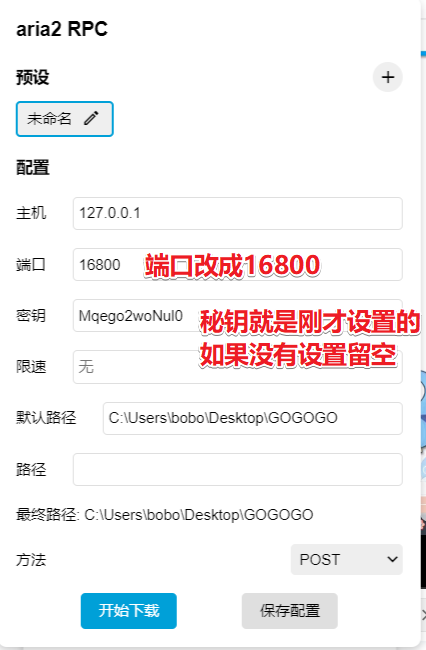 aria2 RPC
预设
未命名
配置
主机 127.0.0.1
端口 16800 端口改成16800
密钥 Mqego2woNul0 秘钥就是刚才设置的
如果没有设置留空
限速 无
默认路径 C:\Users\bobo\Desktop\GOGOGO
路径
最终路径: C:\Users\bobo\Desktop\GOGOGO
方法 POST
开始下载 保存配置